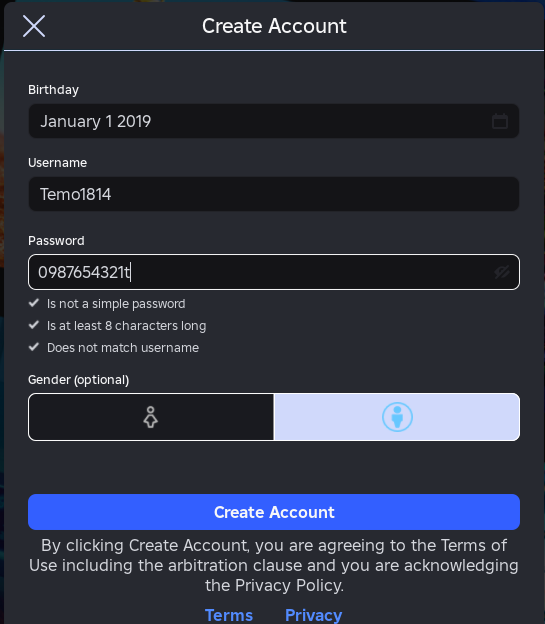 Create Account
Birthday
January 1 2019
Username
Temo1814
Password
0987654321t
Is not a simple password
Is at least 8 characters long
Does not match username
Gender (optional)
Create Account
By clicking Create Account, you are agreeing to the Terms of
Use including the arbitration clause and you are acknowledging
the Privacy Policy.
Terms Privacy